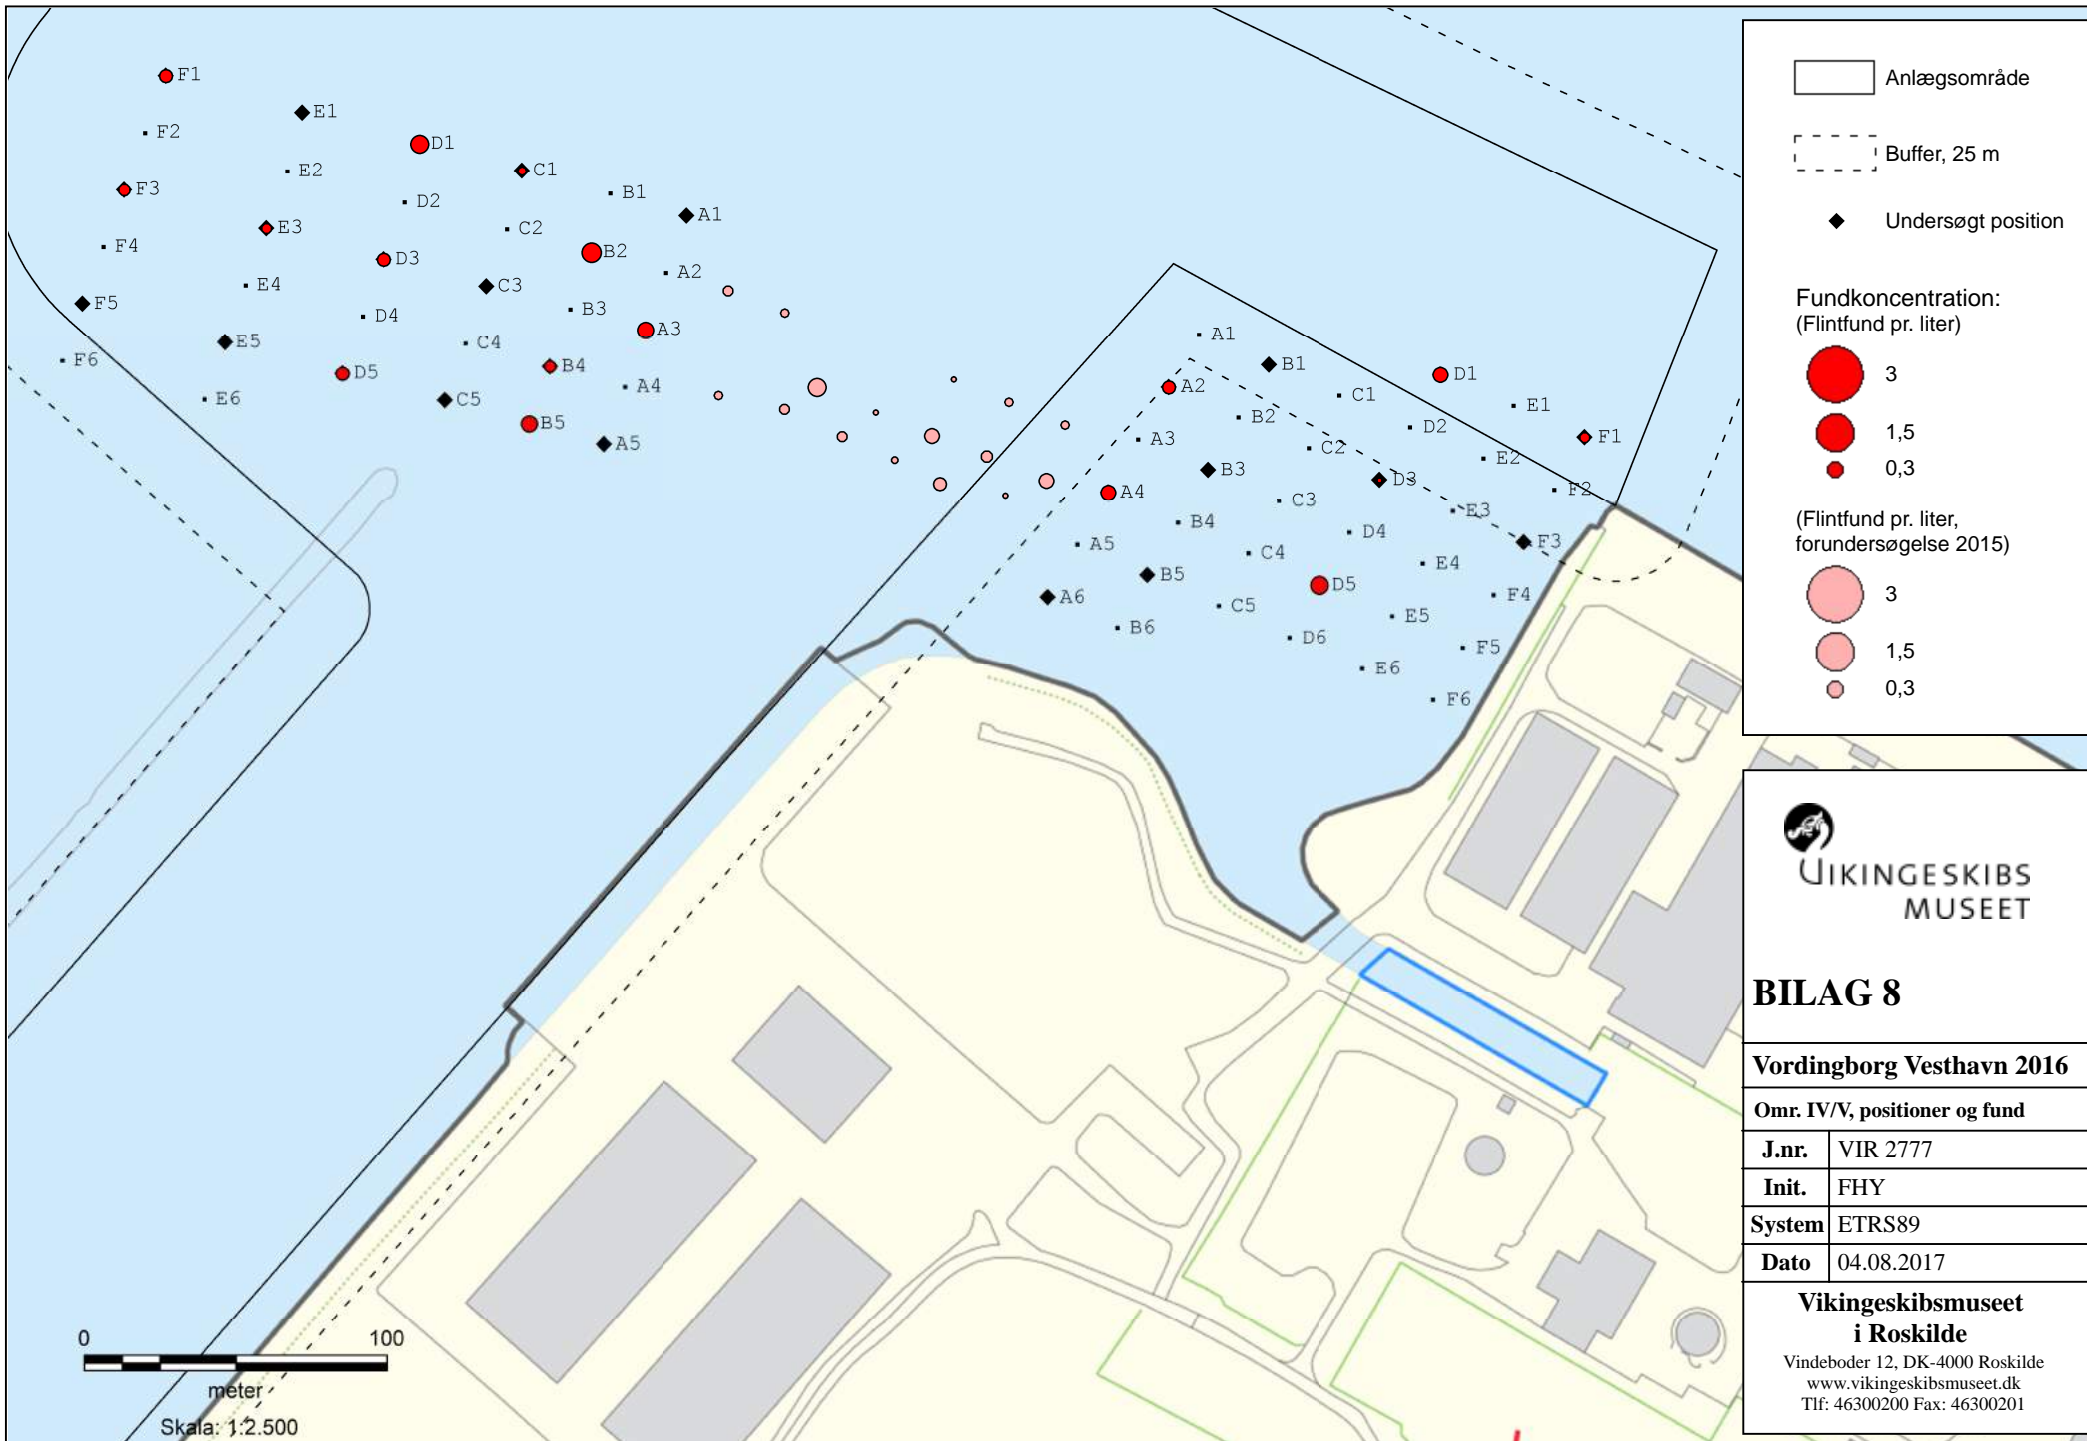 F1
E1
F2
D1
E2
C1
F3
B1
D2
A1
E3
C2
F4
B2
D3
A2
E4
C3
F5
B3
D4
A3
E5
C4
F6
B4
D5
A4
E6
C5
B5
A5
A1
B1
D1
A2
C1
E1
B2
D2
A3
F1
C2
E2
B3
D3
F2
A4
C3
E3
B4
D4
F3
A5
C4
E4
B5
D5
F4
A6
C5
E5
B6
D6
F5
E6
F6
0 100
meter
Skala: 1:2.500
Anlægsområde
Buffer, 25 m
Undersøgt position
Fundkoncentration:
(Flintfund pr. liter)
3
1,5
0,3
(Flintfund pr. liter,
forundersøgelse 2015)
3
1,5
0,3
VIKINGESKIBS
MUSEET
BILAG 8
Vordingborg Vesthavn 2016
Omr. IV/V, positioner og fund
J.nr. VIR 2777
Init. FHY
System ETRS89
Dato 04.08.2017
Vikingeskibsmuseet
i Roskilde
Vindeboder 12, DK-4000 Roskilde
www.vikingeskibsmuseet.dk
Tlf: 46300200 Fax: 46300201